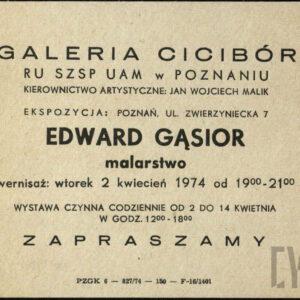 GALERIA CICIBÓR
RU SZSP UAM w POZNANIU
KIEROWNICTWO ARTYSTYCZNE: JAN WOJCIECH MALIK
EKSPOZYCJA: POZNAŃ, UL. ZWIERZYNIECKA 7
EDWARD GĄSIOR
malarstwo
wernisaż: wtorek 2 kwiecień 1974 od 19⁰⁰-21⁰⁰
WYSTAWA CZYNNA CODZIENNIE OD 2 DO 14 KWIETNIA
W GODZ. 12⁰⁰ - 18⁰⁰
ZAPRASZAMY
PZGK 6 — 827/74 — 150 — F-16/1401